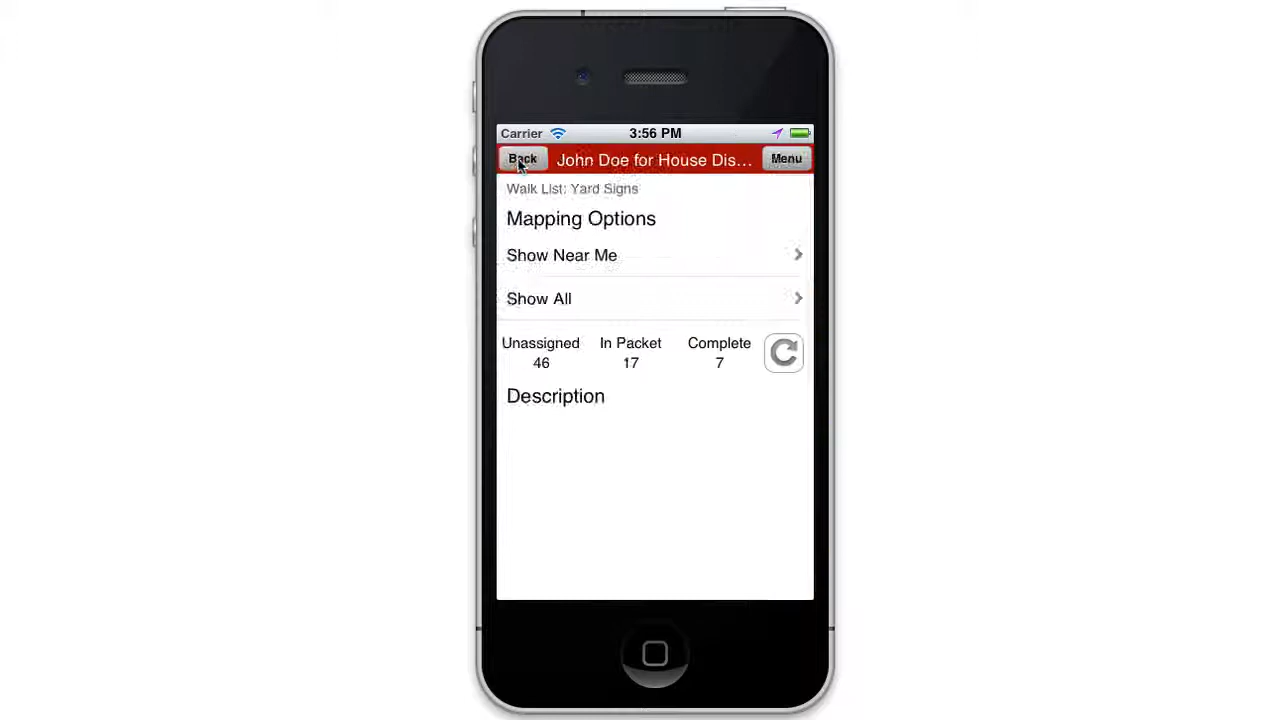 Carrier 3:56 PM
Back John Doe for House Dis... Menu
Walk List: Yard Signs
Mapping Options
Show Near Me
Show All
Unassigned In Packet Complete
46 17 7
Description